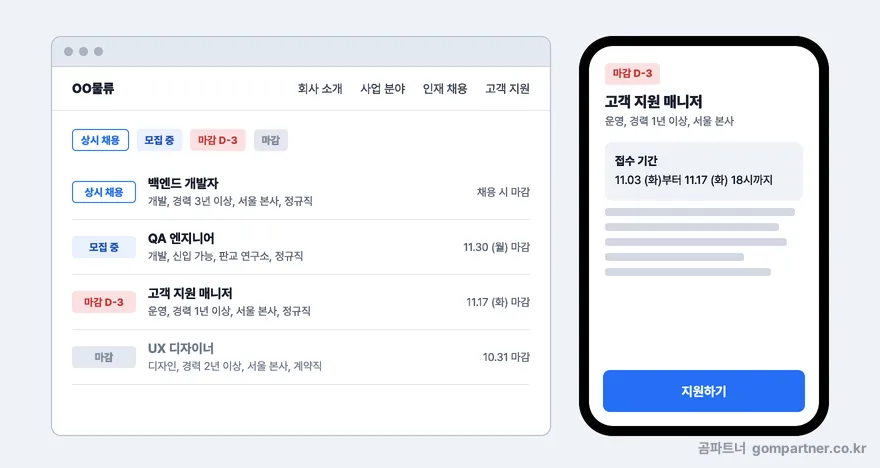 OO물류
회사 소개 사업 분야 인재 채용 고객 지원
상시 채용 모집 중 마감 D-3 마감
상시 채용
백엔드 개발자
개발, 경력 3년 이상, 서울 본사, 정규직
채용 시 마감
모집 중
QA 엔지니어
개발, 신입 가능, 판교 연구소, 정규직
11.30 (월) 마감
마감 D-3
고객 지원 매니저
운영, 경력 1년 이상, 서울 본사, 정규직
11.17 (화) 마감
마감
UX 디자이너
디자인, 경력 2년 이상, 서울 본사, 계약직
10.31 마감
마감 D-3
고객 지원 매니저
운영, 경력 1년 이상, 서울 본사
접수 기간
11.03 (화)부터 11.17 (화) 18시까지
지원하기
곰파트너 gompartner.co.kr